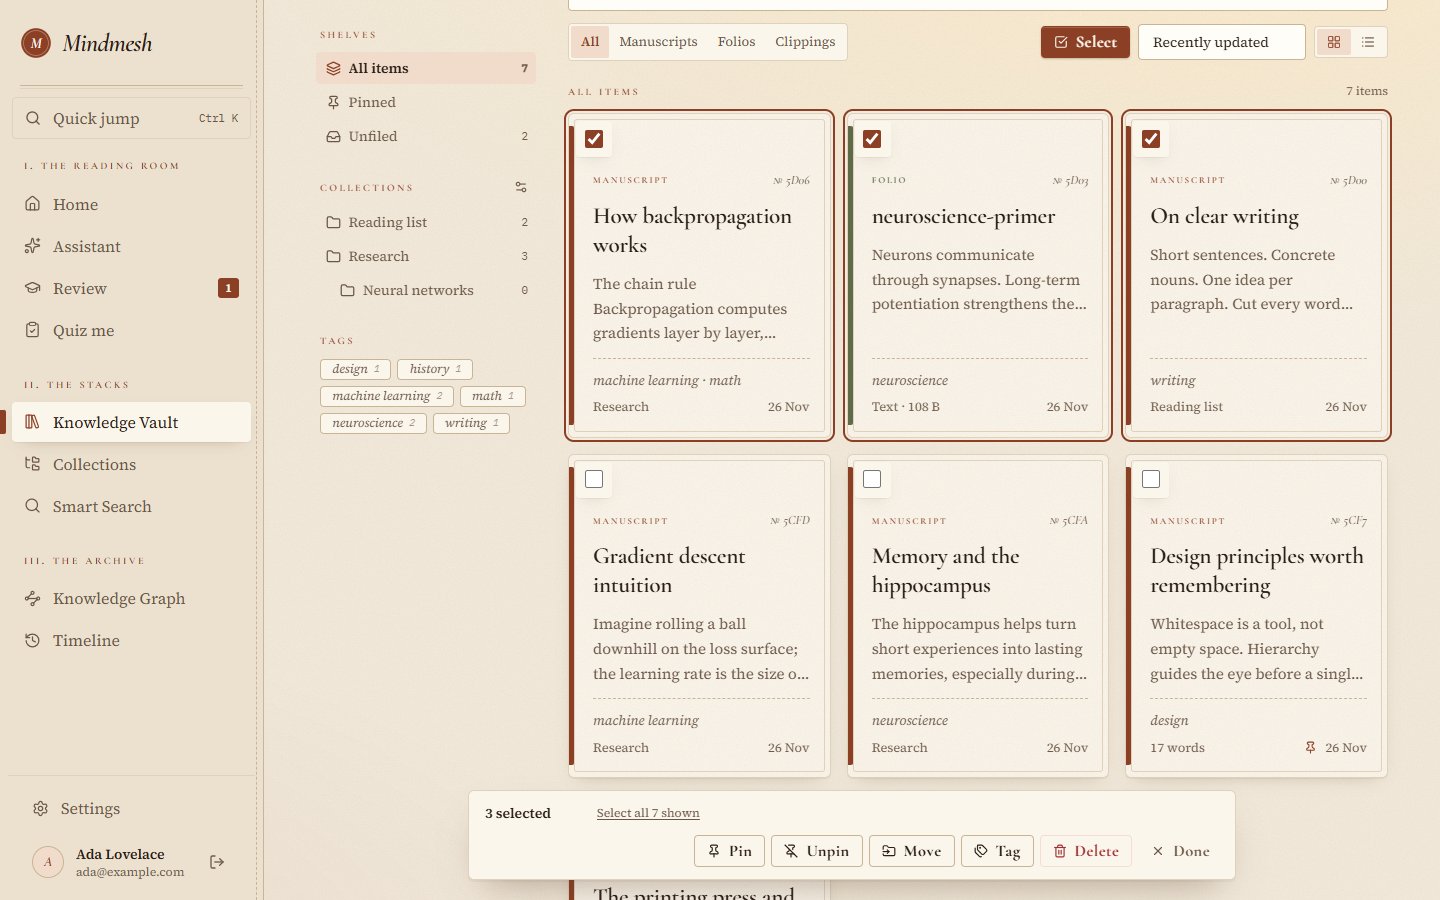 M Mindmesh
Quick jump Ctrl K
I. THE READING ROOM
Home
Assistant
Review 1
Quiz me
II. THE STACKS
Knowledge Vault
Collections
Smart Search
III. THE ARCHIVE
Knowledge Graph
Timeline
Settings
A Ada Lovelace
ada@example.com
SHELVES
All items 7
Pinned
Unfiled 2
COLLECTIONS
Reading list 2
Research 3
Neural networks 0
TAGS
design 1 history 1
machine learning 2 math 1
neuroscience 2 writing 1
All Manuscripts Folios Clippings
Select Recently updated
ALL ITEMS 7 items
MANUSCRIPT № 5D06
How backpropagation
works
The chain rule
Backpropagation computes
gradients layer by layer,...
machine learning · math
Research 26 Nov
FOLIO № 5D03
neuroscience-primer
Neurons communicate
through synapses. Long-term
potentiation strengthens the...
neuroscience
Text · 108 B 26 Nov
MANUSCRIPT № 5D00
On clear writing
Short sentences. Concrete
nouns. One idea per
paragraph. Cut every word...
writing
Reading list 26 Nov
MANUSCRIPT № 5CFD
Gradient descent
intuition
Imagine rolling a ball
downhill on the loss surface;
the learning rate is the size o...
machine learning
Research 26 Nov
MANUSCRIPT № 5CFA
Memory and the
hippocampus
The hippocampus helps turn
short experiences into lasting
memories, especially during...
neuroscience
Research 26 Nov
MANUSCRIPT № 5CF7
Design principles worth
remembering
Whitespace is a tool, not
empty space. Hierarchy
guides the eye before a singl...
design
17 words 26 Nov
3 selected Select all 7 shown
Pin Unpin Move Tag Delete Done
The printing press and